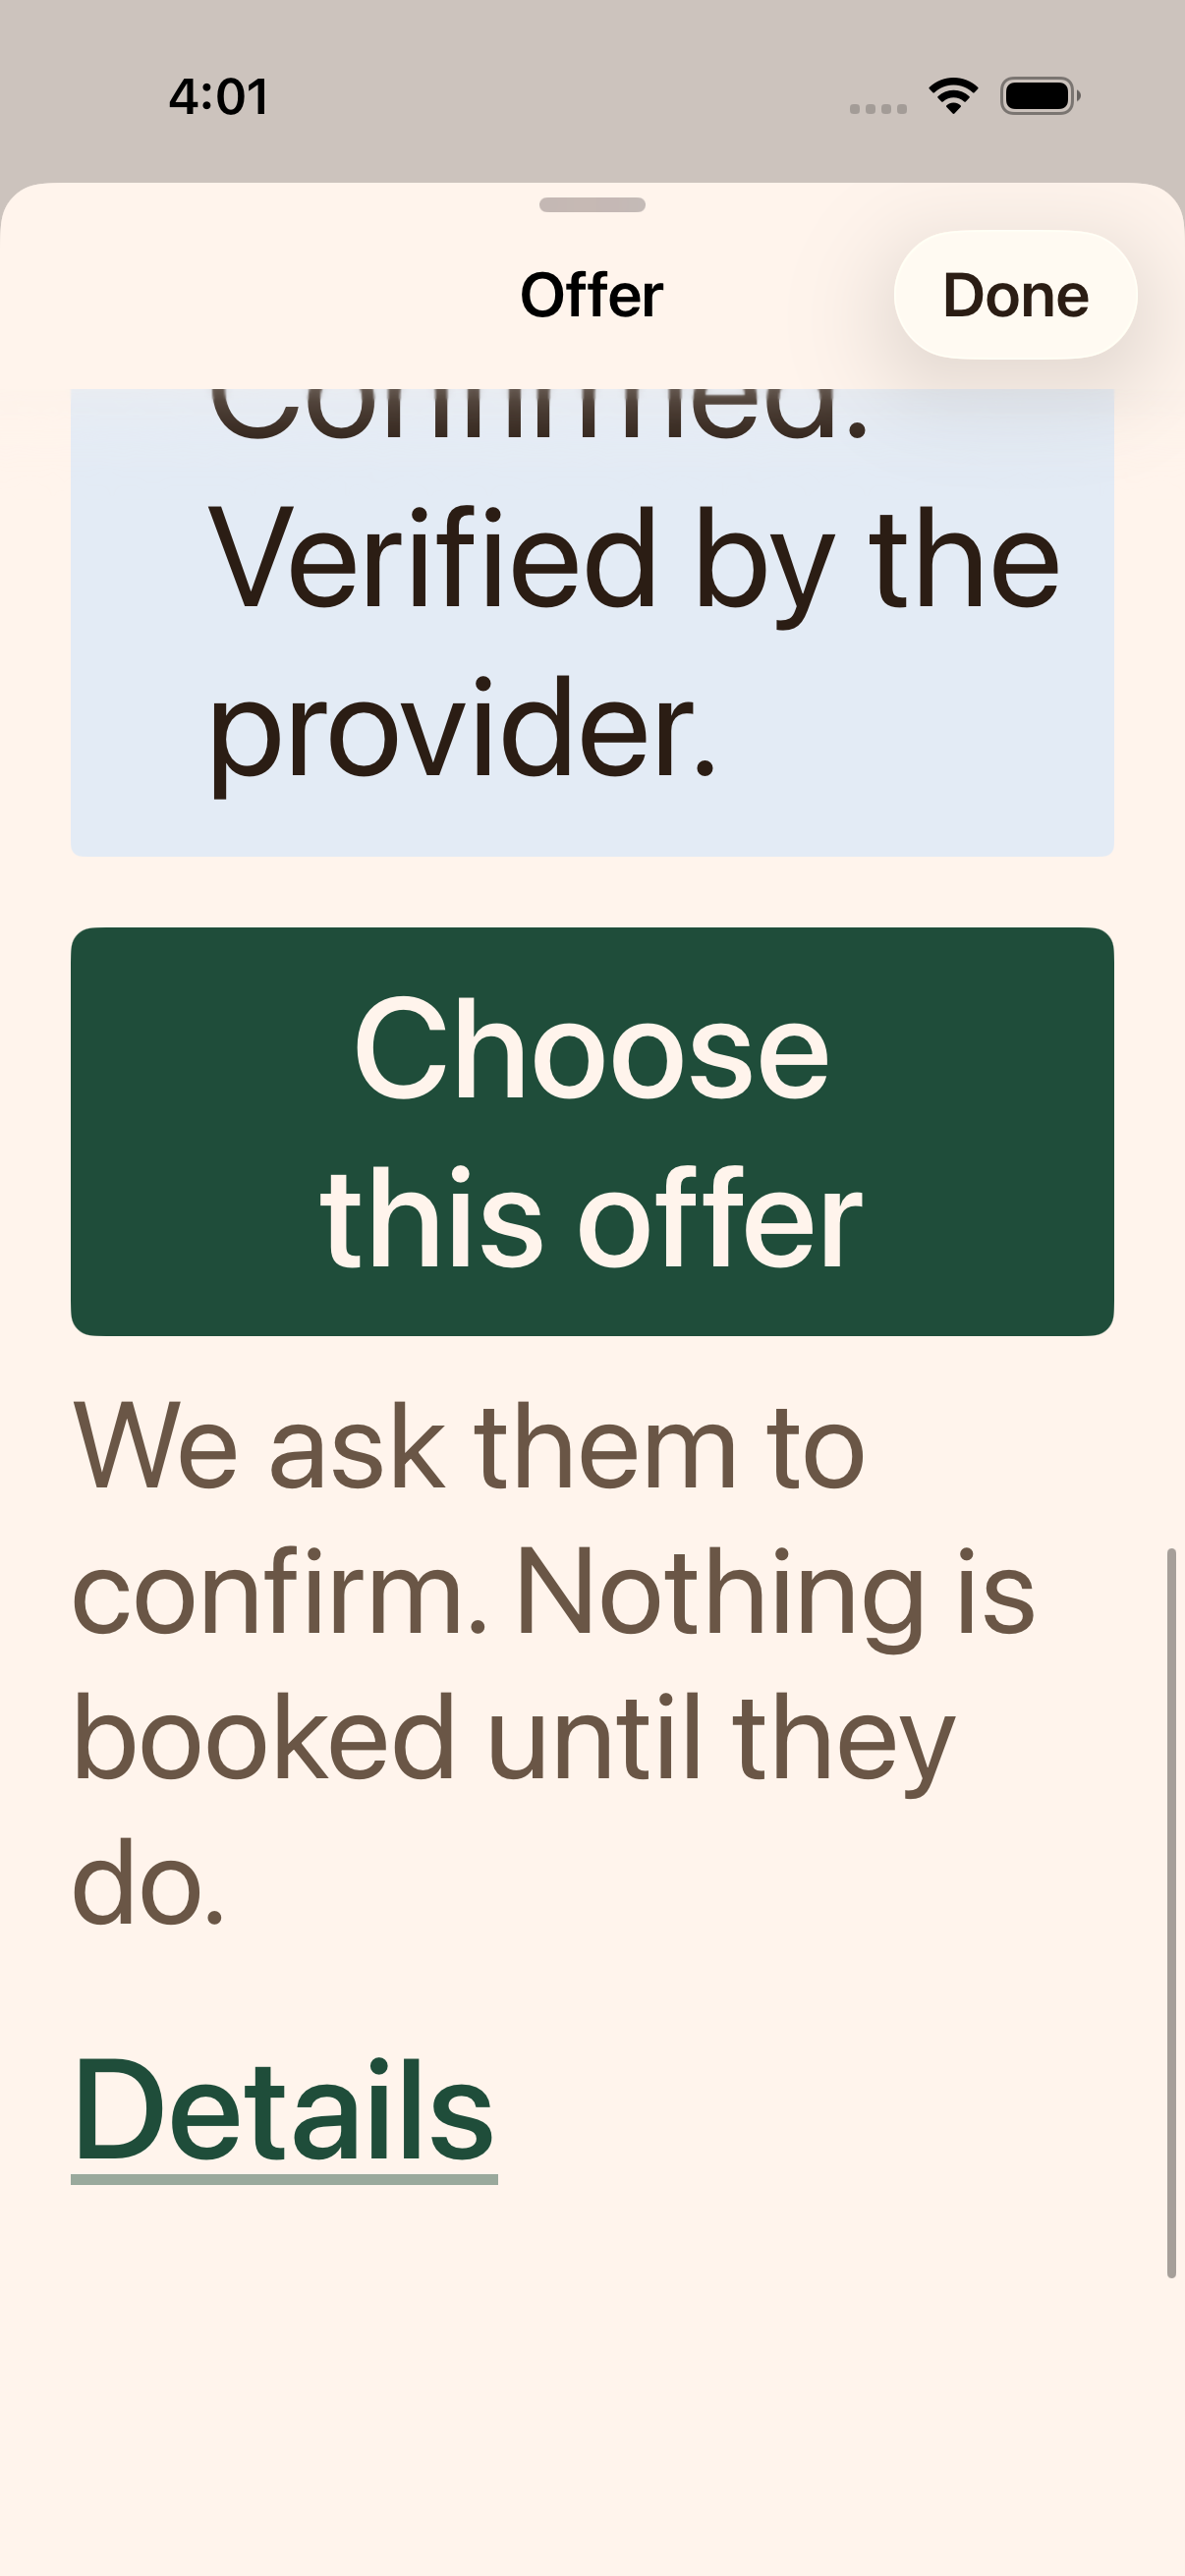 4:01
Offer
Done
Confirmed.
Verified by the
provider.
Choose
this offer
We ask them to
confirm. Nothing is
booked until they
do.
Details